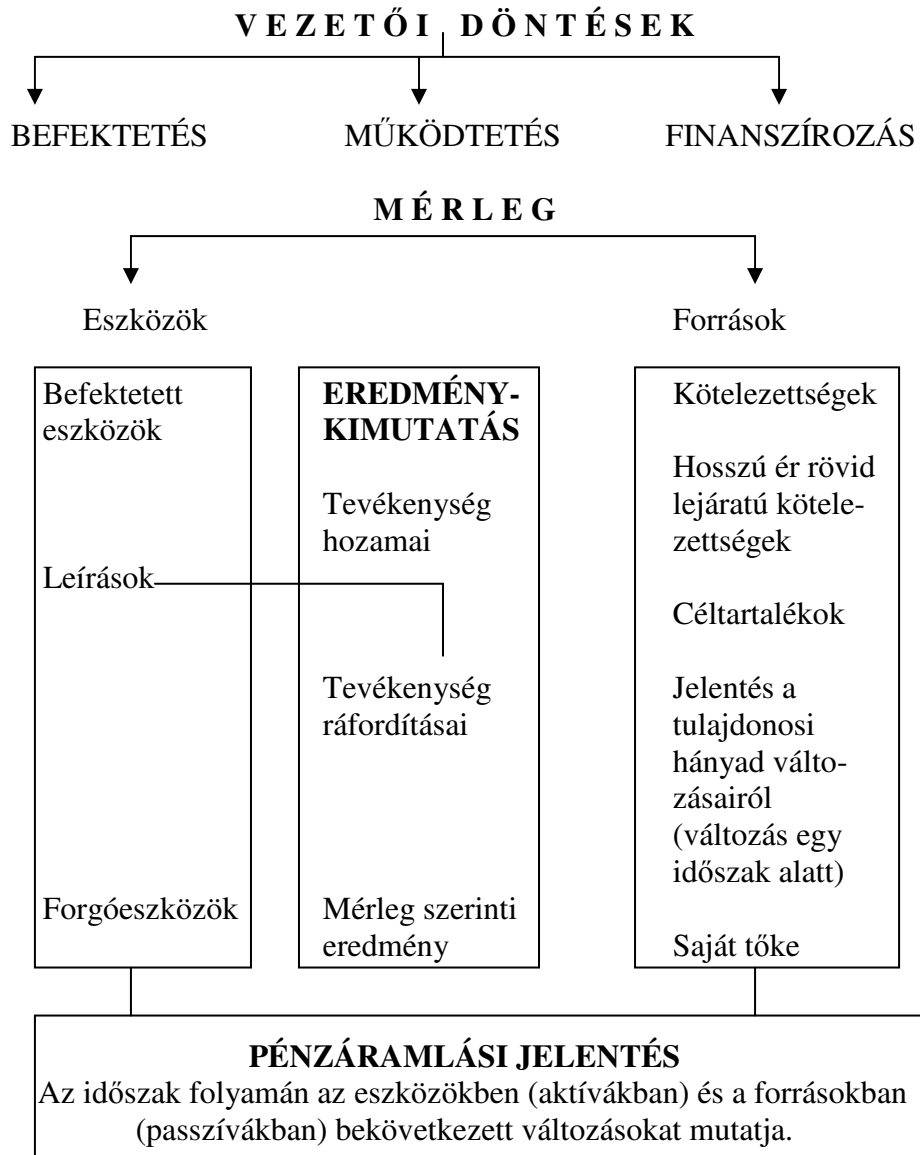 V E Z E T Ő I D Ö N T É S E K
BEFEKTETÉS MŰKÖDTETÉS FINANSZÍROZÁS
M É R L E G
Eszközök Források
Befektetett
eszközök
Leírások
Forgóeszközök
EREDMÉNY-
KIMUTATÁS
Tevékenység
hozamai
Tevékenység
ráfordításai
Mérleg szerinti
eredmény
Kötelezettségek
Hosszú ér rövid
lejáratú kötele-
zettségek
Céltartalékok
Jelentés a
tulajdonosi
hányad válto-
zásairól
(változás egy
időszak alatt)
Saját tőke
PÉNZÁRAMLÁSI JELENTÉS
Az időszak folyamán az eszközökben (aktívákban) és a forrásokban
(passzívákban) bekövetkezett változásokat mutatja.